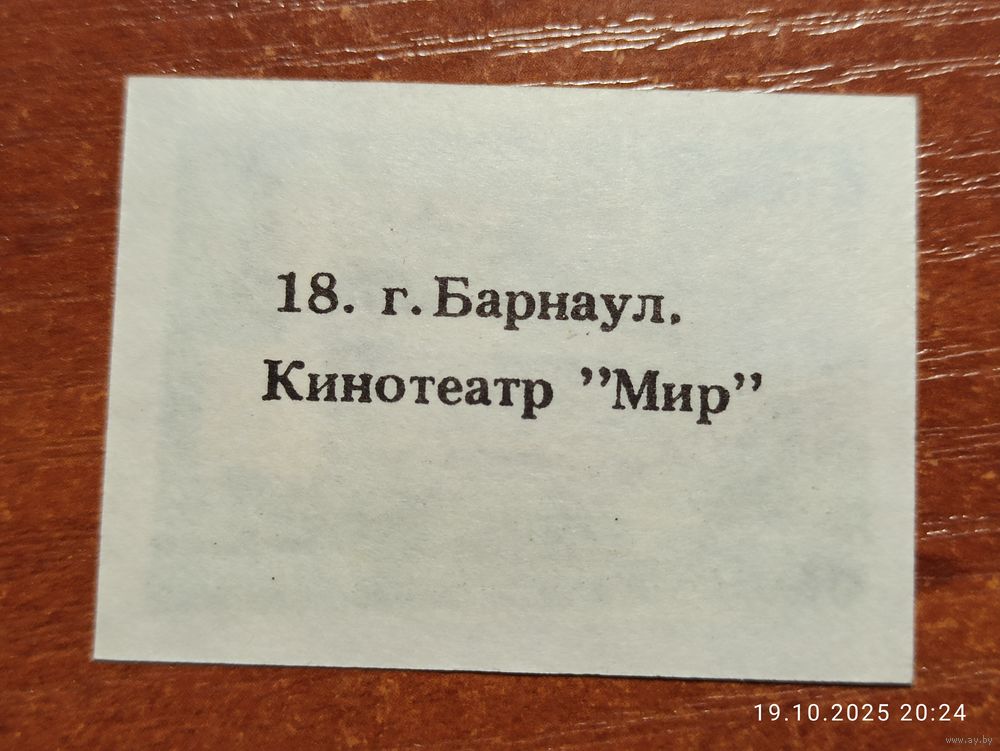 18. г. Барнаул.
Кинотеатр ”Мир”
19.10.2025 20:24
www.ay.by